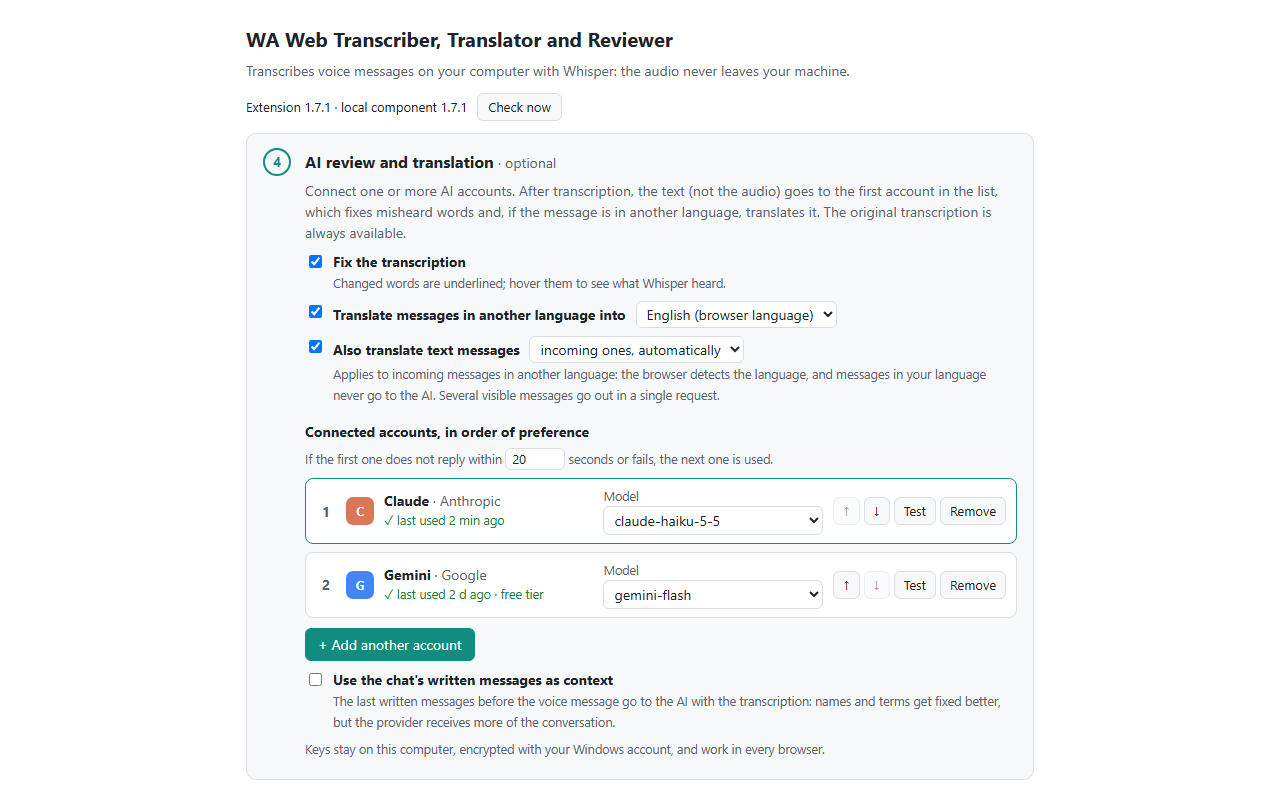 WA Web Transcriber, Translator and Reviewer
Transcribes voice messages on your computer with Whisper: the audio never leaves your machine.
Extension 1.7.1 · local component 1.7.1 Check now
4 AI review and translation · optional
Connect one or more AI accounts. After transcription, the text (not the audio) goes to the first account in the list,
which fixes misheard words and, if the message is in another language, translates it. The original transcription is
always available.
Fix the transcription
Changed words are underlined; hover them to see what Whisper heard.
Translate messages in another language into English (browser language)
Also translate text messages incoming ones, automatically
Applies to incoming messages in another language: the browser detects the language, and messages in your language
never go to the AI. Several visible messages go out in a single request.
Connected accounts, in order of preference
If the first one does not reply within 20 seconds or fails, the next one is used.
Model
1 C Claude · Anthropic claude-haiku-5-5 ↑ ↓ Test Remove
✓ last used 2 min ago
Model
2 G Gemini · Google gemini-flash ↑ ↓ Test Remove
✓ last used 2 d ago · free tier
+ Add another account
Use the chat's written messages as context
The last written messages before the voice message go to the AI with the transcription: names and terms get fixed better,
but the provider receives more of the conversation.
Keys stay on this computer, encrypted with your Windows account, and work in every browser.